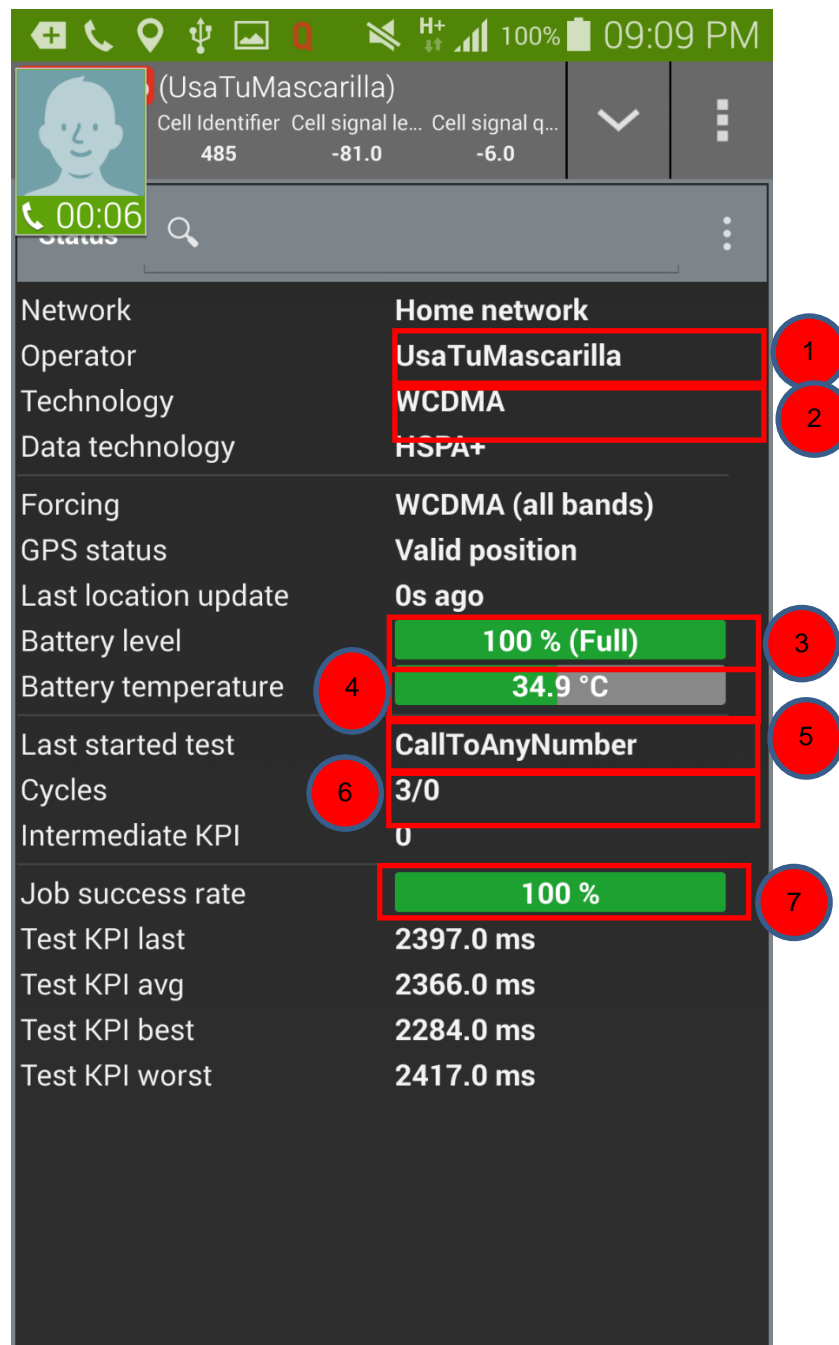 H+ 100% 09:09 PM
(UsaTuMascarilla)
Cell Identifier Cell signal le... Cell signal q...
485 -81.0 -6.0
00:06
Status
Network Home network
Operator UsaTuMascarilla 1
Technology WCDMA 2
Data technology HSPA+
Forcing WCDMA (all bands)
GPS status Valid position
Last location update 0s ago
Battery level 100 % (Full) 3
Battery temperature 4 34.9 °C
Last started test CallToAnyNumber 5
Cycles 6 3/0
Intermediate KPI 0
Job success rate 100 % 7
Test KPI last 2397.0 ms
Test KPI avg 2366.0 ms
Test KPI best 2284.0 ms
Test KPI worst 2417.0 ms